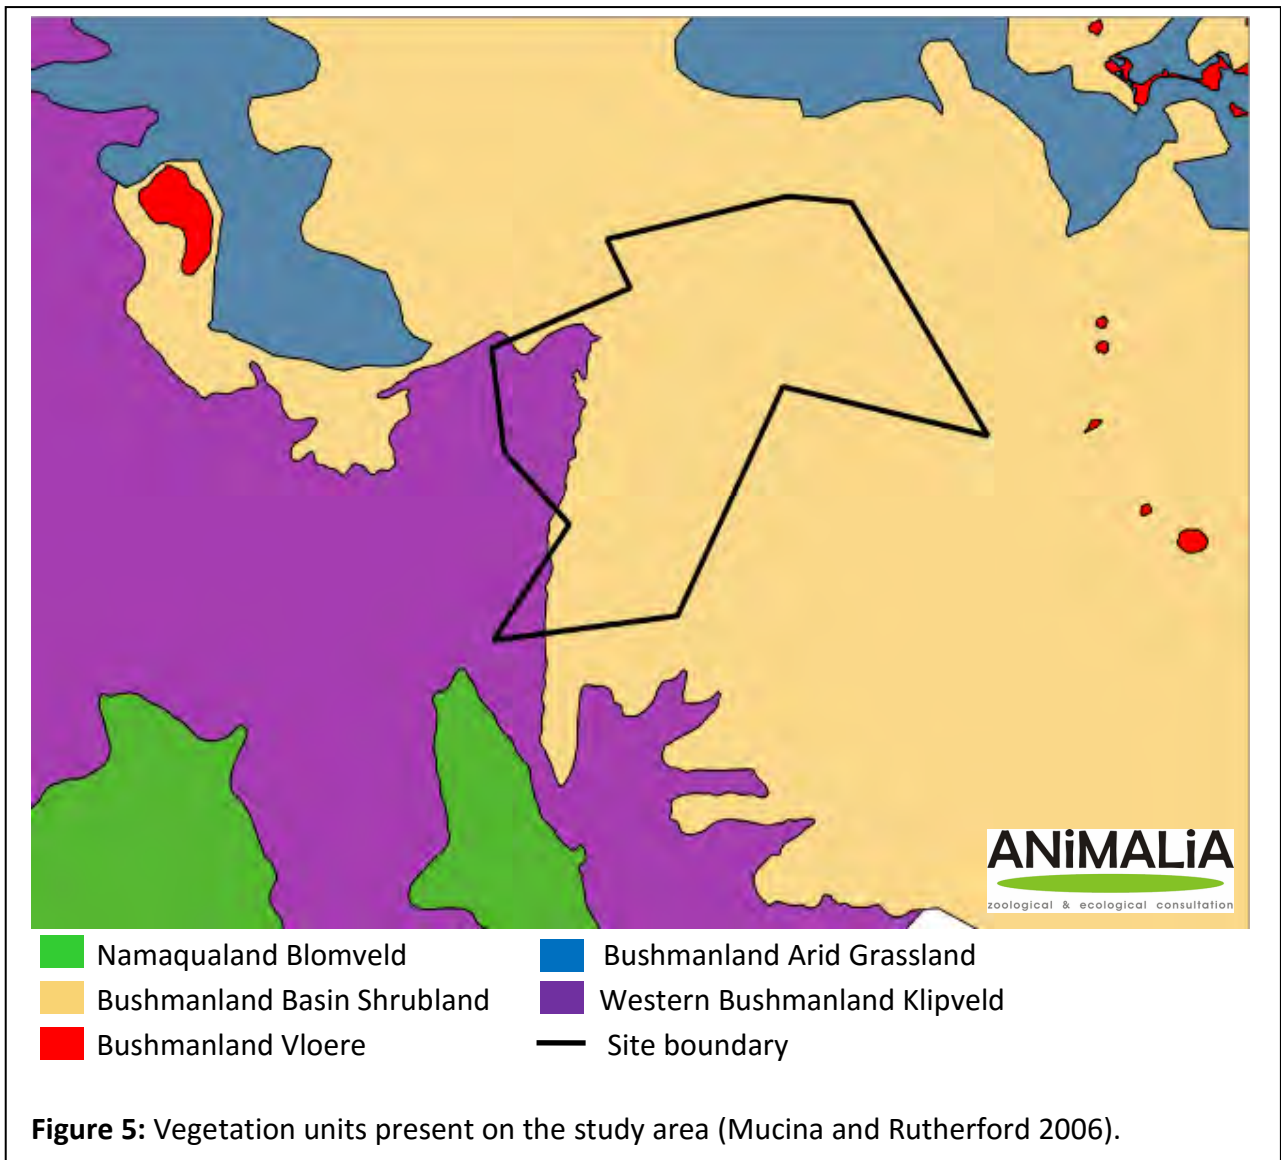 ANiMALiA
zoological & ecological consultation
Namaqualand Blomveld
Bushmanland Arid Grassland
Bushmanland Basin Shrubland
Western Bushmanland Klipveld
Bushmanland Vloere
Site boundary
Figure 5: Vegetation units present on the study area (Mucina and Rutherford 2006).